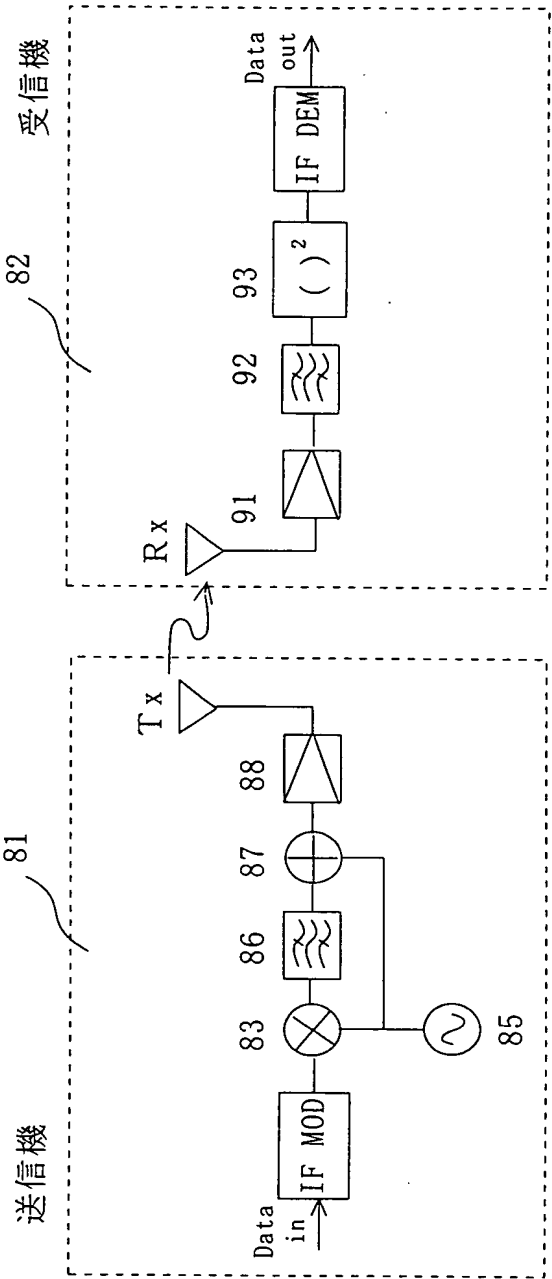 送信機
81
Data
in
IF MOD
83
85
86
87
88
Tx
受信機
82
Rx
91
92
93
( )²
IF DEM
Data
out